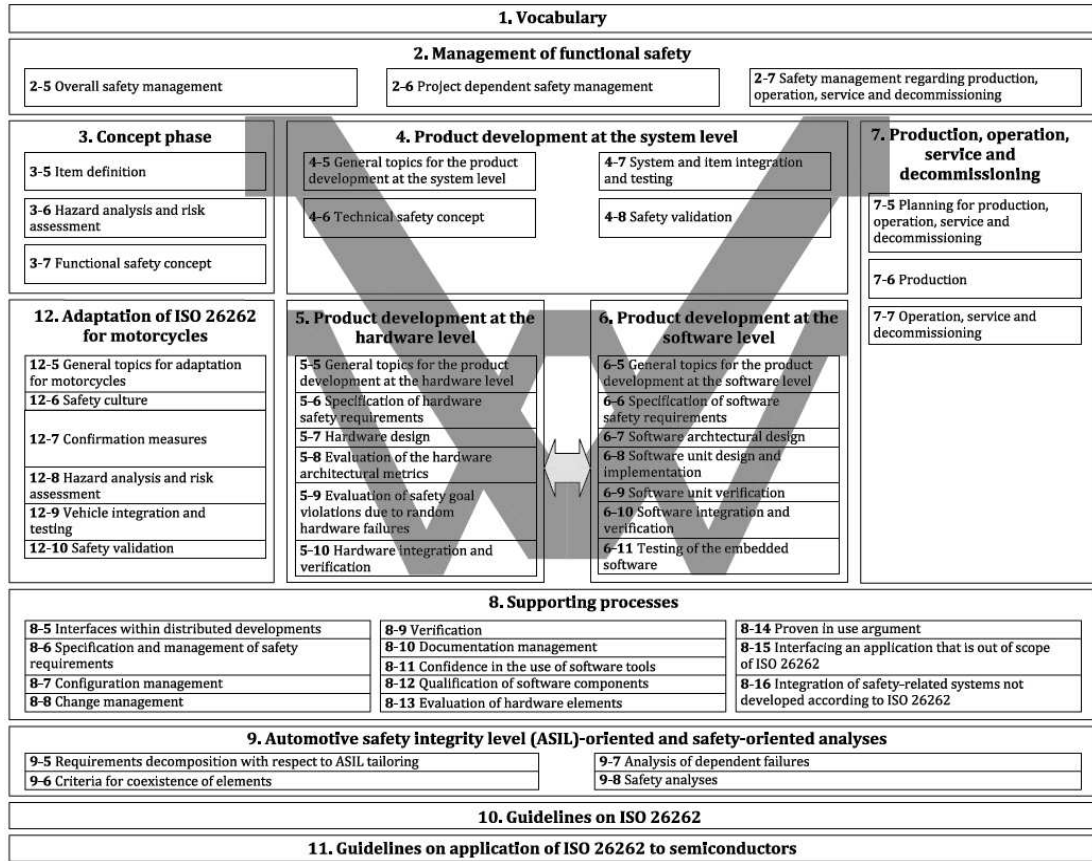 1. Vocabulary
2. Management of functional safety
2-5 Overall safety management
2-6 Project dependent safety management
2-7 Safety management regarding production,
operation, service and decommissioning
3. Concept phase
3-5 Item definition
3-6 Hazard analysis and risk
assessment
3-7 Functional safety concept
4. Product development at the system level
4-5 General topics for the product
development at the system level
4-6 Technical safety concept
4-7 System and item integration
and testing
4-8 Safety validation
7. Production, operation,
service and
decommissioning
7-5 Planning for production,
operation, service and
decommissioning
7-6 Production
7-7 Operation, service and
decommissioning
12. Adaptation of ISO 26262
for motorcycles
12-5 General topics for adaptation
for motorcycles
12-6 Safety culture
12-7 Confirmation measures
12-8 Hazard analysis and risk
assessment
12-9 Vehicle integration and
testing
12-10 Safety validation
5. Product development at the
hardware level
5-5 General topics for the product
development at the hardware level
5-6 Specification of hardware
safety requirements
5-7 Hardware design
5-8 Evaluation of the hardware
architectural metrics
5-9 Evaluation of safety goal
violations due to random
hardware failures
5-10 Hardware integration and
verification
6. Product development at the
software level
6-5 General topics for the product
development at the software level
6-6 Specification of software
safety requirements
6-7 Software archtectural design
6-8 Software unit design and
implementation
6-9 Software unit verification
6-10 Software integration and
verification
6-11 Testing of the embedded
software
8. Supporting processes
8-5 Interfaces within distributed developments
8-6 Specification and management of safety
requirements
8-7 Configuration management
8-8 Change management
8-9 Verification
8-10 Documentation management
8-11 Confidence in the use of software tools
8-12 Qualification of software components
8-13 Evaluation of hardware elements
8-14 Proven in use argument
8-15 Interfacing an application that is out of scope
of ISO 26262
8-16 Integration of safety-related systems not
developed according to ISO 26262
9. Automotive safety integrity level (ASIL)-oriented and safety-oriented analyses
9-5 Requirements decomposition with respect to ASIL tailoring
9-6 Criteria for coexistence of elements
9-7 Analysis of dependent failures
9-8 Safety analyses
10. Guidelines on ISO 26262
11. Guidelines on application of ISO 26262 to semiconductors